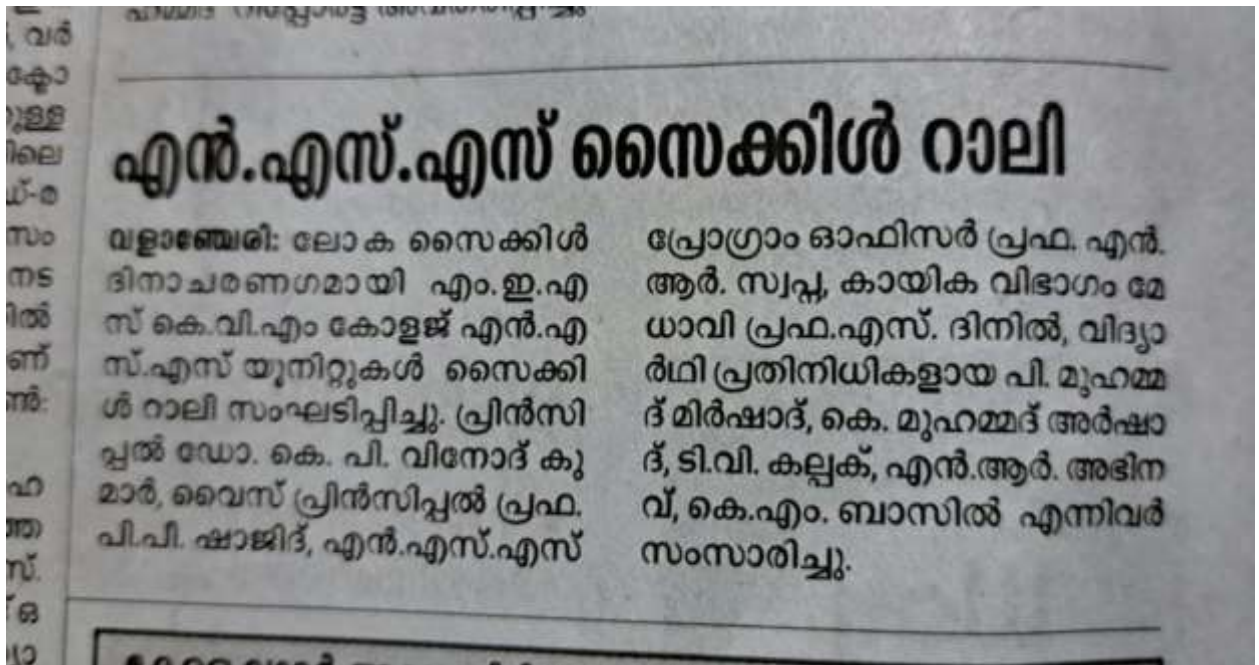 വർ
എൻ.എസ്.എസ് സൈക്കിൾ റാലി
വളാഞ്ചേരി: ലോക സൈക്കിൾ
ദിനാചരണഗമായി എം.ഇ.എ
സ് കെ.വി.എം കോളജ് എൻ.എ
സ്.എസ് യൂനിറ്റുകൾ സൈക്കി
ൾ റാലി സംഘടിപ്പിച്ചു. പ്രിൻസി
പ്പൽ ഡോ. കെ. പി. വിനോദ് കു
മാർ, വൈസ് പ്രിൻസിപ്പൽ പ്രഫ.
പി.പി. ഷാജിദ്, എൻ.എസ്.എസ്
പ്രോഗ്രാം ഓഫിസർ പ്രഫ. എൻ.
ആർ. സ്വപ്ന, കായിക വിഭാഗം മേ
ധാവി പ്രഫ.എസ്. ദിനിൽ, വിദ്യാ
ർഥി പ്രതിനിധികളായ പി. മുഹമ്മ
ദ് മിർഷാദ്, കെ. മുഹമ്മദ് അർഷാ
ദ്, ടി.വി. കല്പക്, എൻ.ആർ. അഭിന
വ്, കെ.എം. ബാസിൽ എന്നിവർ
സംസാരിച്ചു.